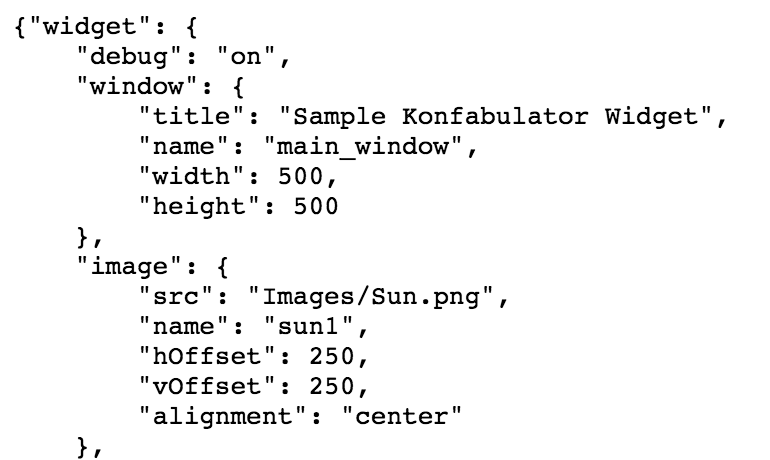 {"widget": {
    "debug": "on",
    "window": {
        "title": "Sample Konfabulator Widget",
        "name": "main_window",
        "width": 500,
        "height": 500
    },
    "image": {
        "src": "Images/Sun.png",
        "name": "sun1",
        "hOffset": 250,
        "vOffset": 250,
        "alignment": "center"
    },